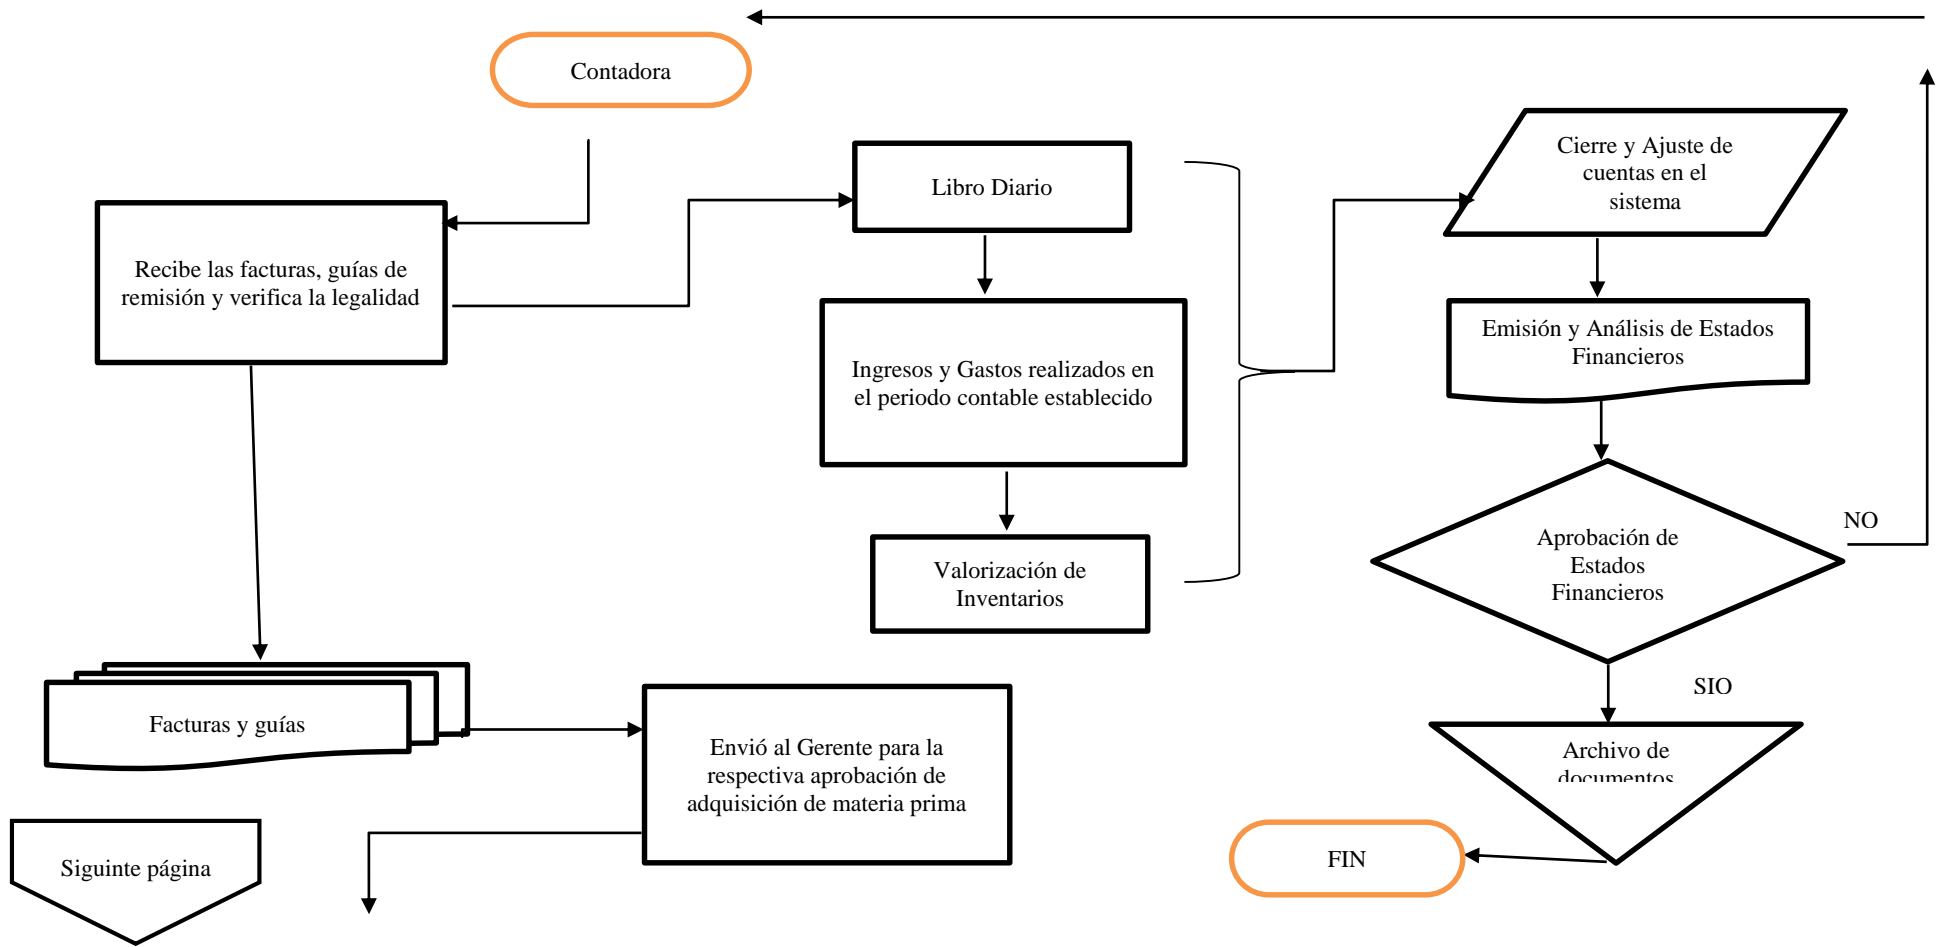 Contadora
Recibe las facturas, guías de
remisión y verifica la legalidad
Libro Diario
Ingresos y Gastos realizados en
el periodo contable establecido
Valorización de
Inventarios
Cierre y Ajuste de
cuentas en el
sistema
Emisión y Análisis de Estados
Financieros
Aprobación de
Estados
Financieros
NO
SIO
Archivo de
documentos
FIN
Facturas y guías
Envió al Gerente para la
respectiva aprobación de
adquisición de materia prima
Siguinte página